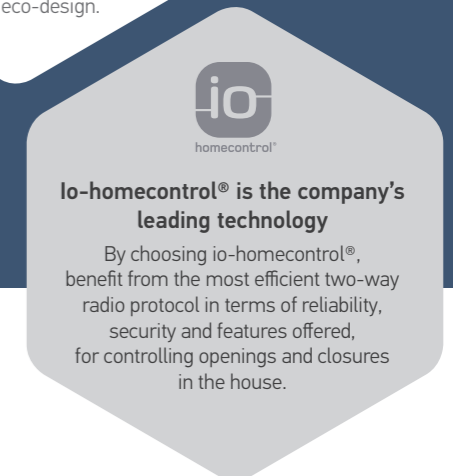 eco-design.
io
homecontrol®
Io-homecontrol® is the company's
leading technology
By choosing io-homecontrol®,
benefit from the most efficient two-way
radio protocol in terms of reliability,
security and features offered,
for controlling openings and closures
in the house.